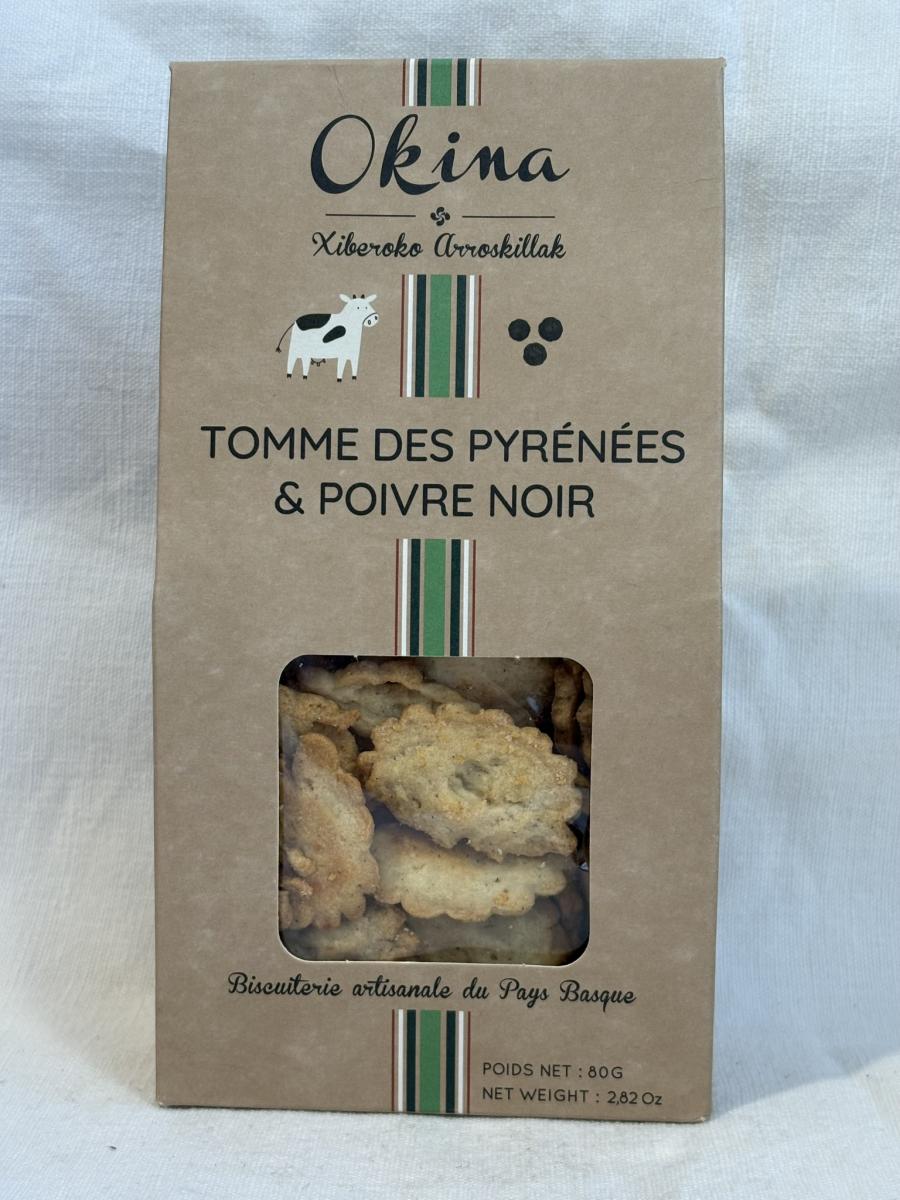 Okina
Xiberoko Arroskillak
TOMME DES PYRÉNÉES
& POIVRE NOIR
Biscuiterie artisanale du Pays Basque
POIDS NET : 80G
NET WEIGHT : 2,82 Oz